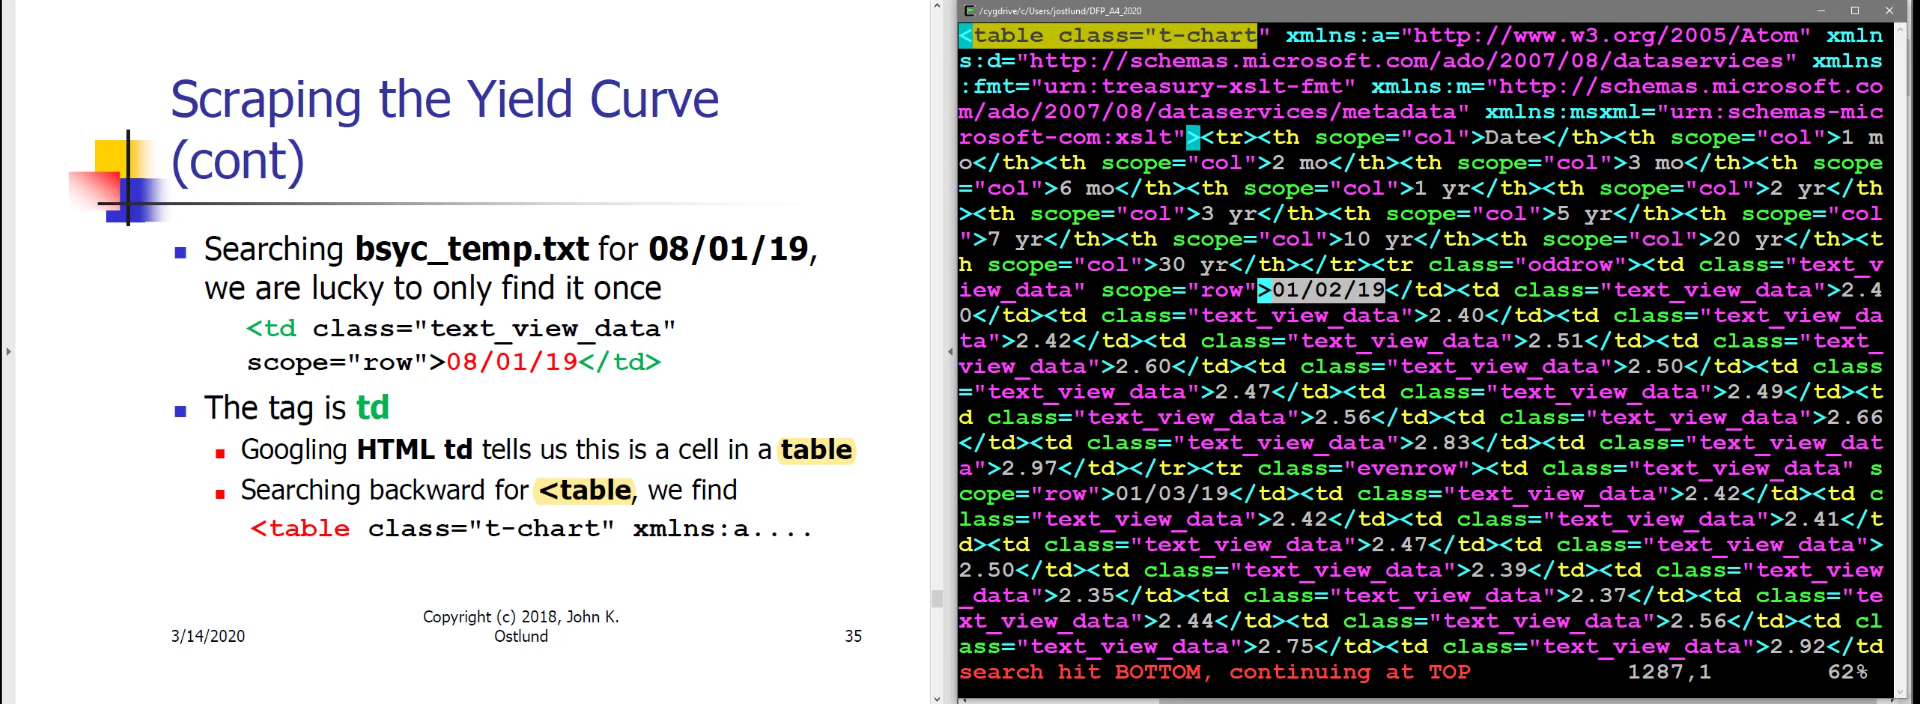 Scraping the Yield Curve
(cont)
Searching bsyc_temp.txt for 08/01/19,
we are lucky to only find it once
<td class="text_view_data"
scope="row">08/01/19</td>
The tag is td
Googling HTML td tells us this is a cell in a table
Searching backward for <table, we find
<table class="t-chart" xmlns:a....
3/14/2020
Copyright (c) 2018, John K.
Ostlund
35
/cygdrive/c/Users/jostlund/DFP_A4_2020
<table class="t-chart" xmlns:a="http://www.w3.org/2005/Atom" xmln
s:d="http://schemas.microsoft.com/ado/2007/08/dataservices" xmlns
:fmt="urn:treasury-xslt-fmt" xmlns:m="http://schemas.microsoft.co
m/ado/2007/08/dataservices/metadata" xmlns:msxml="urn:schemas-mic
rosoft-com:xslt"><tr><th scope="col">Date</th><th scope="col">1 m
o</th><th scope="col">2 mo</th><th scope="col">3 mo</th><th scope
="col">6 mo</th><th scope="col">1 yr</th><th scope="col">2 yr</th
><th scope="col">3 yr</th><th scope="col">5 yr</th><th scope="col
">7 yr</th><th scope="col">10 yr</th><th scope="col">20 yr</th><t
h scope="col">30 yr</th></tr><tr class="oddrow"><td class="text_v
iew_data" scope="row">01/02/19</td><td class="text_view_data">2.4
0</td><td class="text_view_data">2.40</td><td class="text_view_da
ta">2.42</td><td class="text_view_data">2.51</td><td class="text_
view_data">2.60</td><td class="text_view_data">2.50</td><td class
="text_view_data">2.47</td><td class="text_view_data">2.49</td><t
d class="text_view_data">2.56</td><td class="text_view_data">2.66
</td><td class="text_view_data">2.83</td><td class="text_view_dat
a">2.97</td></tr><tr class="evenrow"><td class="text_view_data" s
cope="row">01/03/19</td><td class="text_view_data">2.42</td><td c
lass="text_view_data">2.42</td><td class="text_view_data">2.41</t
d><td class="text_view_data">2.47</td><td class="text_view_data">
2.50</td><td class="text_view_data">2.39</td><td class="text_view
_data">2.35</td><td class="text_view_data">2.37</td><td class="te
xt_view_data">2.44</td><td class="text_view_data">2.56</td><td cl
ass="text_view_data">2.75</td><td class="text_view_data">2.92</td
search hit BOTTOM, continuing at TOP 1287,1 62%